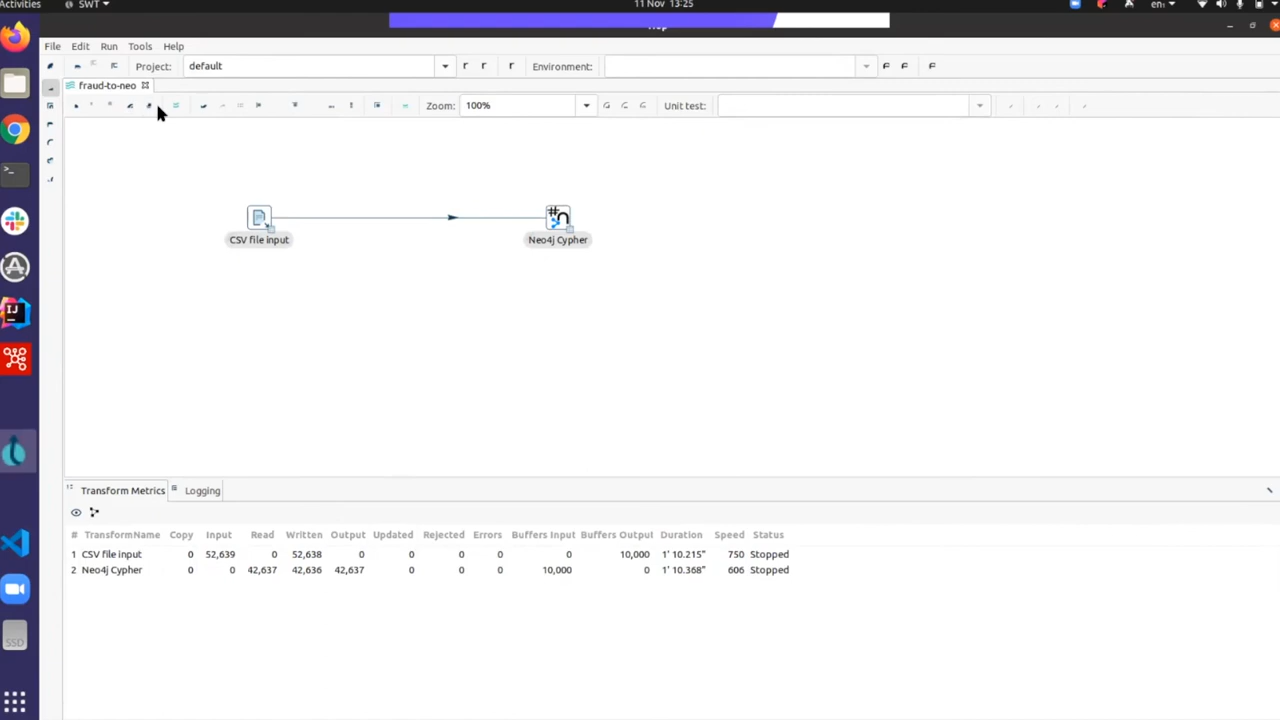 Activities SWT 11 Nov 13:25 en
File Edit Run Tools Help
Project: default Environment:
fraud-to-neo
Zoom: 100% Unit test:
CSV file input Neo4j Cypher
Transform Metrics Logging
# TransformName Copy Input Read Written Output Updated Rejected Errors Buffers Input Buffers Output Duration Speed Status
1 CSV file input 0 52,639 0 52,638 0 0 0 0 0 10,000 1' 10.215" 750 Stopped
2 Neo4j Cypher 0 0 42,637 42,636 42,637 0 0 0 10,000 0 1' 10.368" 606 Stopped
SSD